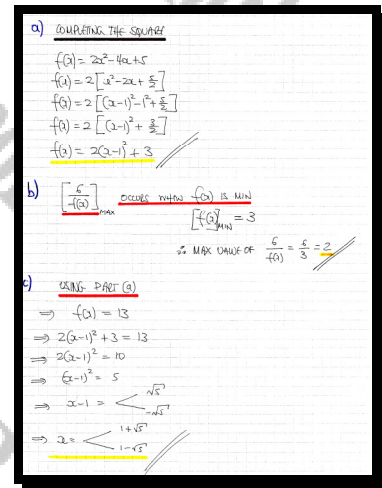 a) COMPLETING THE SQUARE
f(x) = 2x² - 4x + 5
f(x) = 2[x² - 2x + 5/2]
f(x) = 2[(x-1)² - 1² + 5/2]
f(x) = 2[(x-1)² + 3/2]
f(x) = 2(x-1)² + 3
b) [6/f(x)]MAX OCCURS WHEN f(x) IS MIN
[f(x)]MIN = 3
∴ MAX VALUE OF 6/f(x) = 6/3 = 2
c) USING PART (a)
⇒ f(x) = 13
⇒ 2(x-1)² + 3 = 13
⇒ 2(x-1)² = 10
⇒ (x-1)² = 5
⇒ x-1 = < √5
-√5
⇒ x = < 1+√5
1-√5